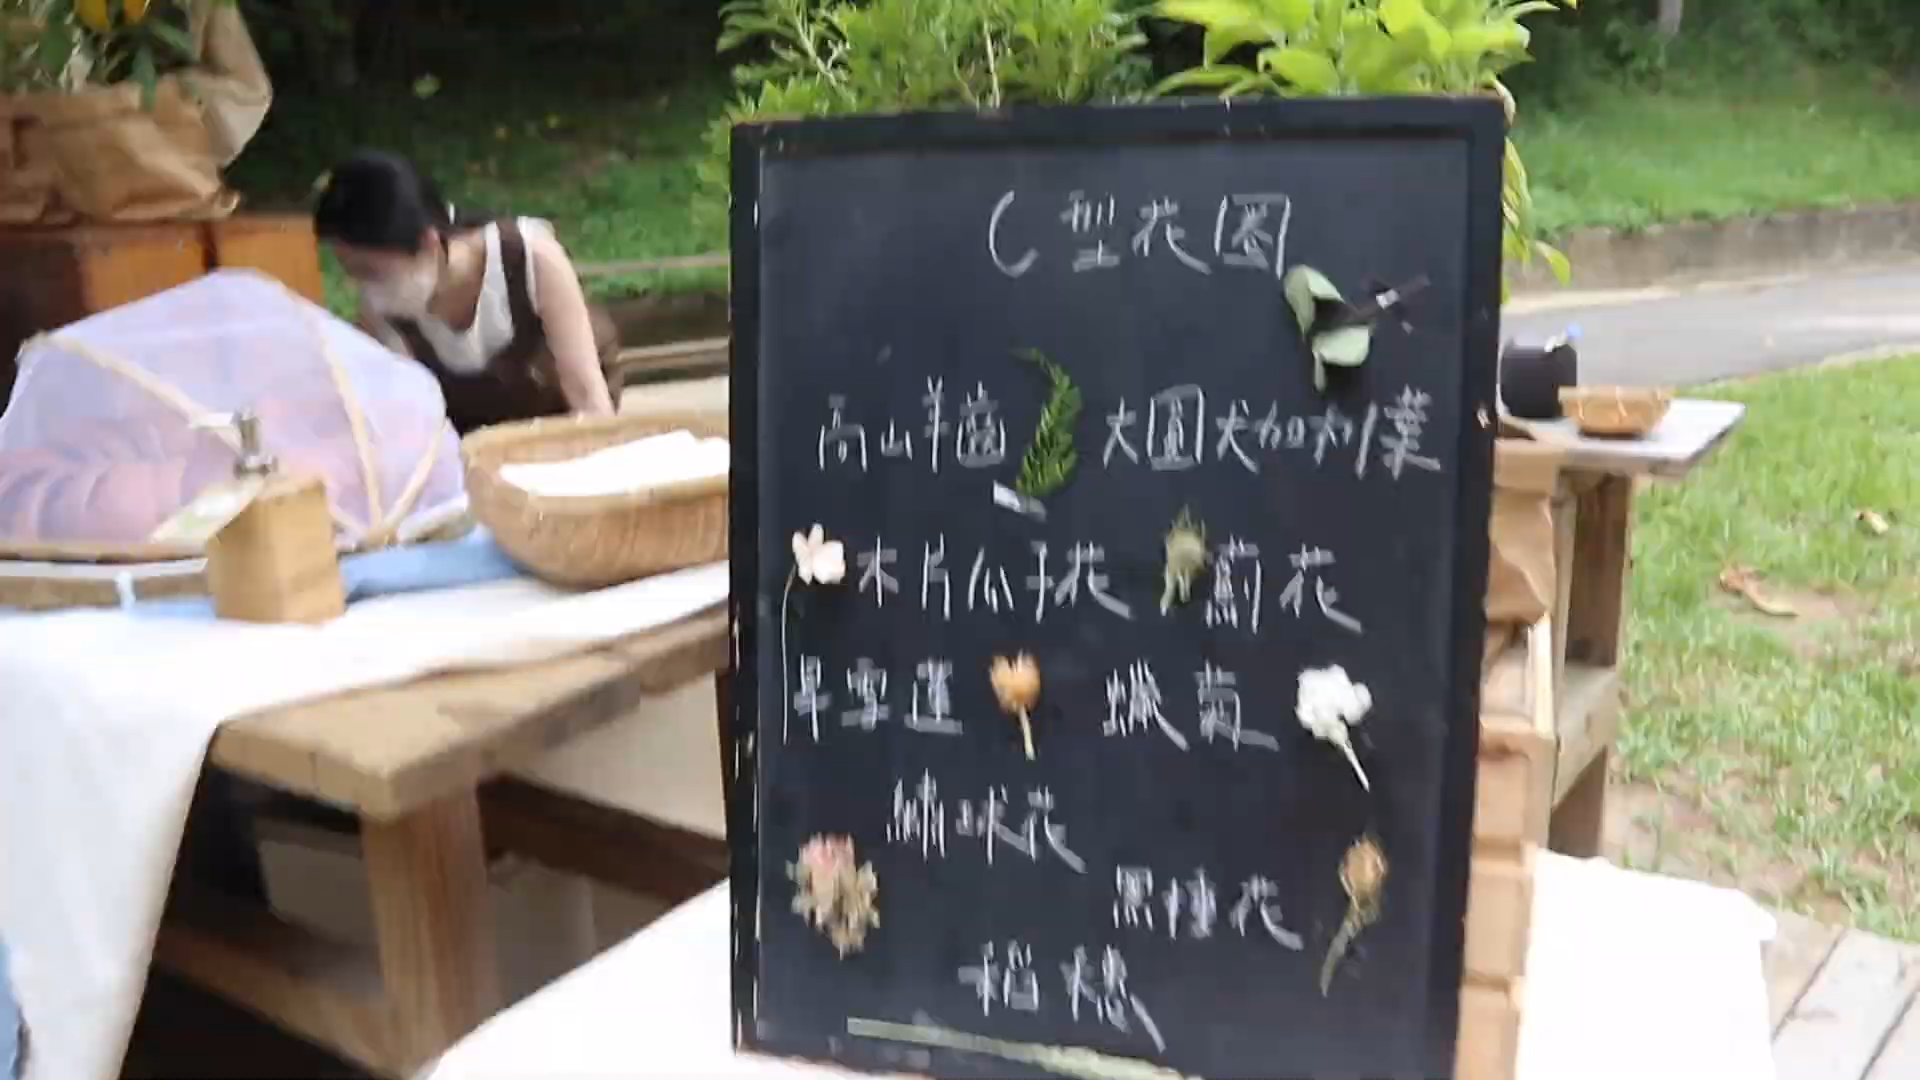 C型花圈
高山羊齒 大圓尤加利葉
木片瓜子花 薊花
旱雪蓮 蠟菊
繡球花
黑種花
稻穗